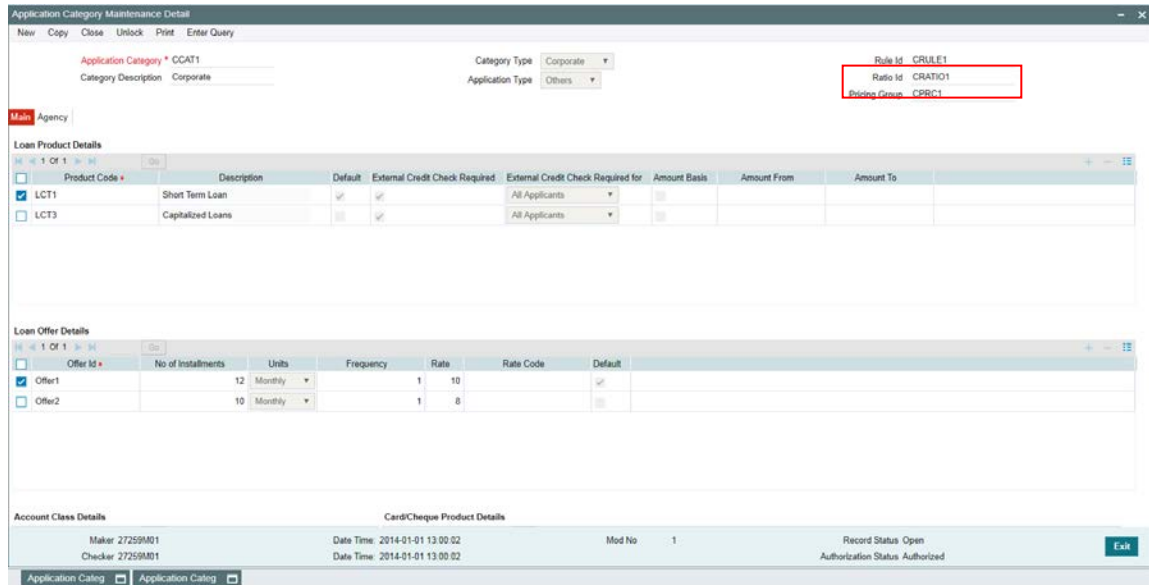 Application Category Maintenance Detail
New Copy Close Unlock Print Enter Query
Application Category * CCAT1 Category Type Corporate Rule Id CRULE1
Category Description Corporate Application Type Others Ratio Id CRATIO1
Pricing Group CPRC1
Main Agency
Loan Product Details
1 Of 1 Go
Product Code * Description Default External Credit Check Required External Credit Check Required for Amount Basis Amount From Amount To
LCT1 Short Term Loan All Applicants
LCT3 Capitalized Loans All Applicants
Loan Offer Details
1 Of 1 Go
Offer Id * No of Installments Units Frequency Rate Rate Code Default
Offer1 12 Monthly 1 10
Offer2 10 Monthly 1 8
Account Class Details Card/Cheque Product Details
Maker 27259M01 Date Time: 2014-01-01 13:00:02 Mod No 1 Record Status Open
Checker 27259M01 Date Time: 2014-01-01 13:00:02 Authorization Status Authorized
Exit
Application Categ Application Categ